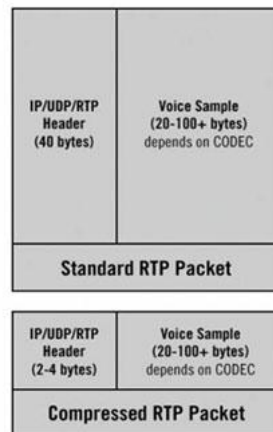 IP/UDP/RTP
Header
(40 bytes)
Voice Sample
(20-100+ bytes)
depends on CODEC
Standard RTP Packet
IP/UDP/RTP
Header
(2-4 bytes)
Voice Sample
(20-100+ bytes)
depends on CODEC
Compressed RTP Packet